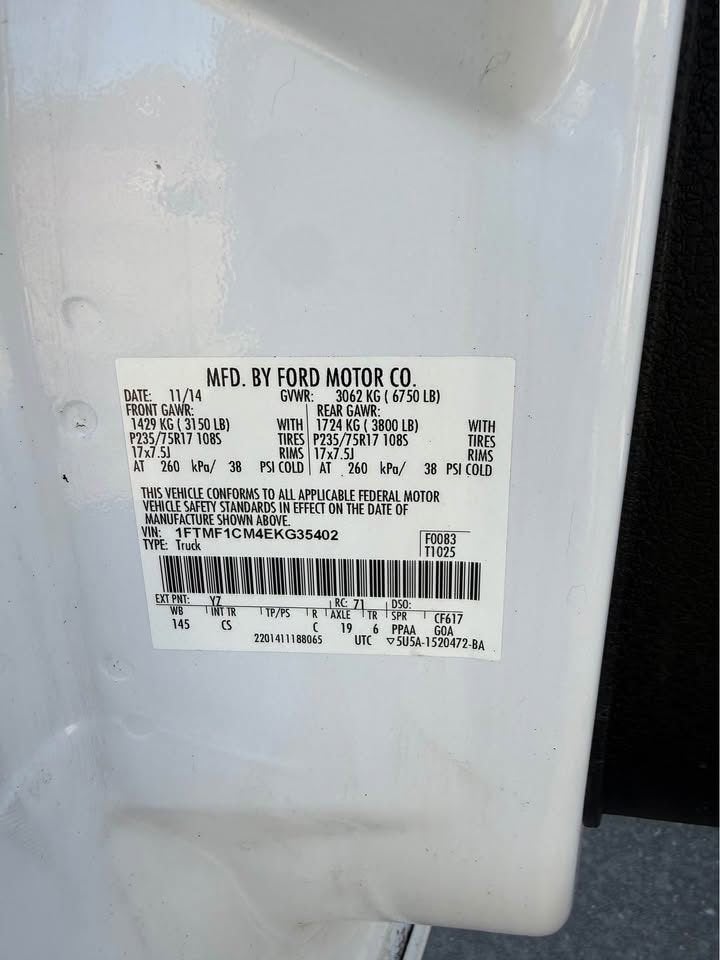 MFD. BY FORD MOTOR CO.
DATE: 11/14 GVWR: 3062 KG ( 6750 LB)
FRONT GAWR: REAR GAWR:
1429 KG ( 3150 LB) WITH 1724 KG ( 3800 LB) WITH
P235/75R17 108S TIRES P235/75R17 108S TIRES
17x7.5J RIMS 17x7.5J RIMS
AT 260 kPa/ 38 PSI COLD AT 260 kPa/ 38 PSI COLD
THIS VEHICLE CONFORMS TO ALL APPLICABLE FEDERAL MOTOR
VEHICLE SAFETY STANDARDS IN EFFECT ON THE DATE OF
MANUFACTURE SHOWN ABOVE.
VIN: 1FTMF1CM4EKG35402 F0083
TYPE: Truck T1025
EXT PNT: YZ RC: 71 DSO:
WB INT TR TP/PS R AXLE TR SPR CF617
145 CS C 19 6 PPAA GOA
2201411188065 UTC ▽5U5A-1520472-BA